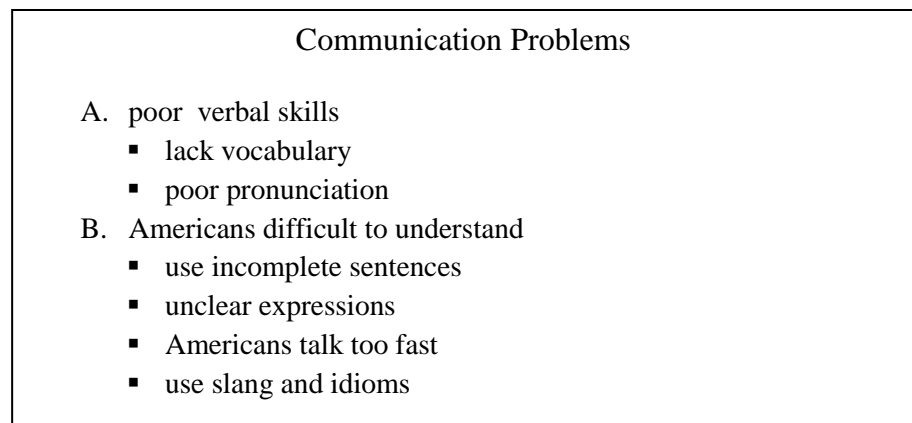 Communication Problems
A. poor verbal skills
▪ lack vocabulary
▪ poor pronunciation
B. Americans difficult to understand
▪ use incomplete sentences
▪ unclear expressions
▪ Americans talk too fast
▪ use slang and idioms